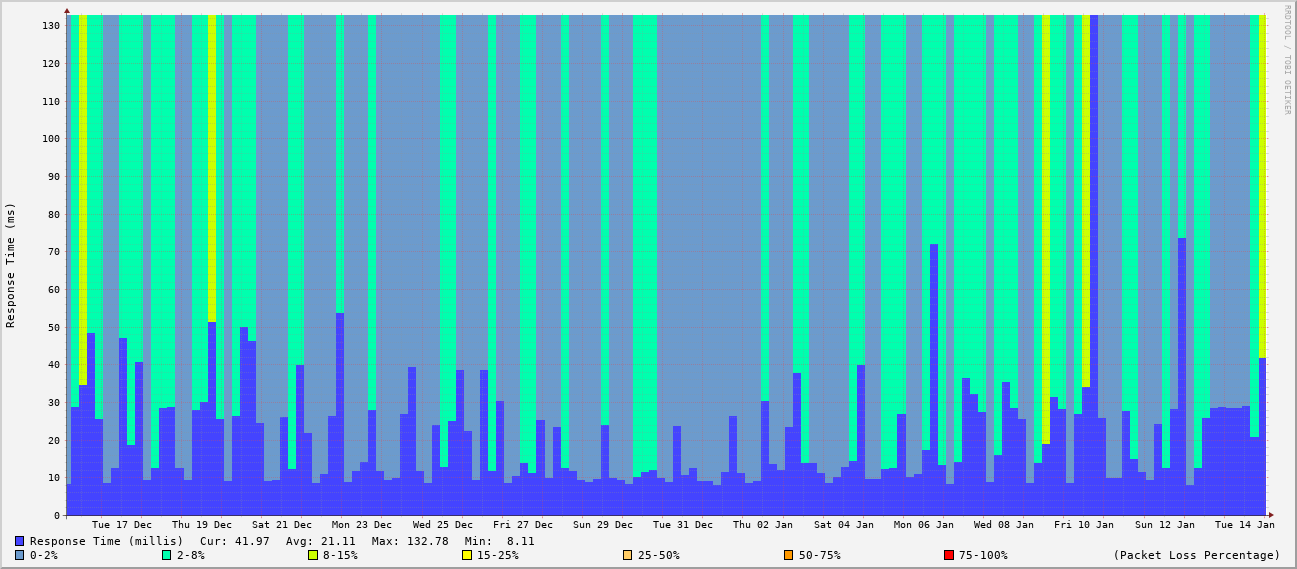 RRDTOOL / TOBI OETIKER
Response Time (ms)
130
120
110
100
90
80
70
60
50
40
30
20
10
0
Tue 17 Dec Thu 19 Dec Sat 21 Dec Mon 23 Dec Wed 25 Dec Fri 27 Dec Sun 29 Dec Tue 31 Dec Thu 02 Jan Sat 04 Jan Mon 06 Jan Wed 08 Jan Fri 10 Jan Sun 12 Jan Tue 14 Jan
Response Time (millis) Cur: 41.97 Avg: 21.11 Max: 132.78 Min: 8.11
0-2% 2-8% 8-15% 15-25% 25-50% 50-75% 75-100% (Packet Loss Percentage)